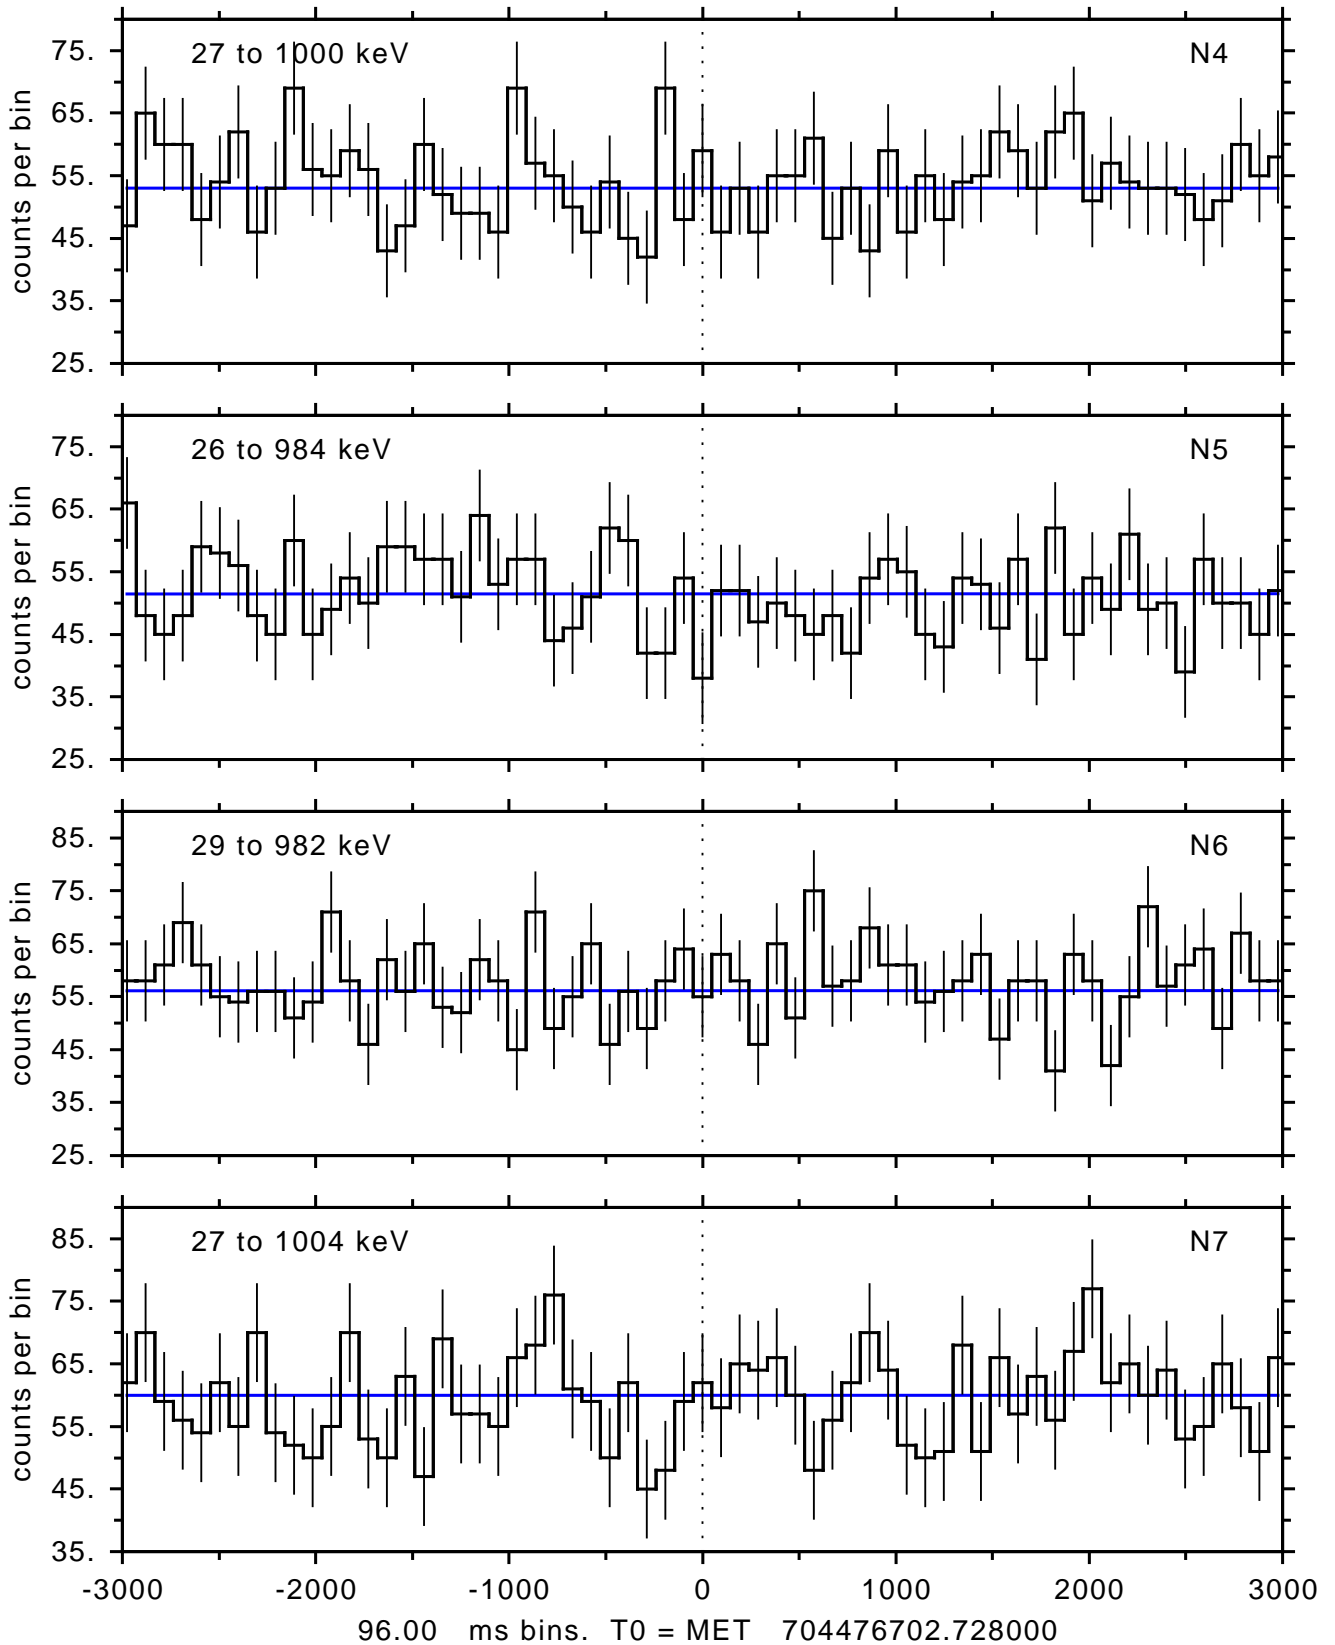 27 to 1000 keV N4
75.
65.
55.
45.
35.
25.
counts per bin
26 to 984 keV N5
75.
65.
55.
45.
35.
25.
counts per bin
29 to 982 keV N6
85.
75.
65.
55.
45.
35.
25.
counts per bin
27 to 1004 keV N7
85.
75.
65.
55.
45.
35.
counts per bin
-3000 -2000 -1000 0 1000 2000 3000
96.00 ms bins. T0 = MET 704476702.728000